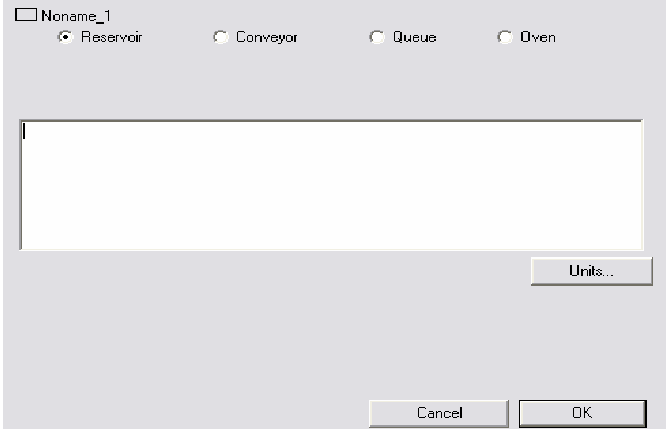 Noname_1
Reservoir Conveyor Queue Oven
Units...
Cancel OK